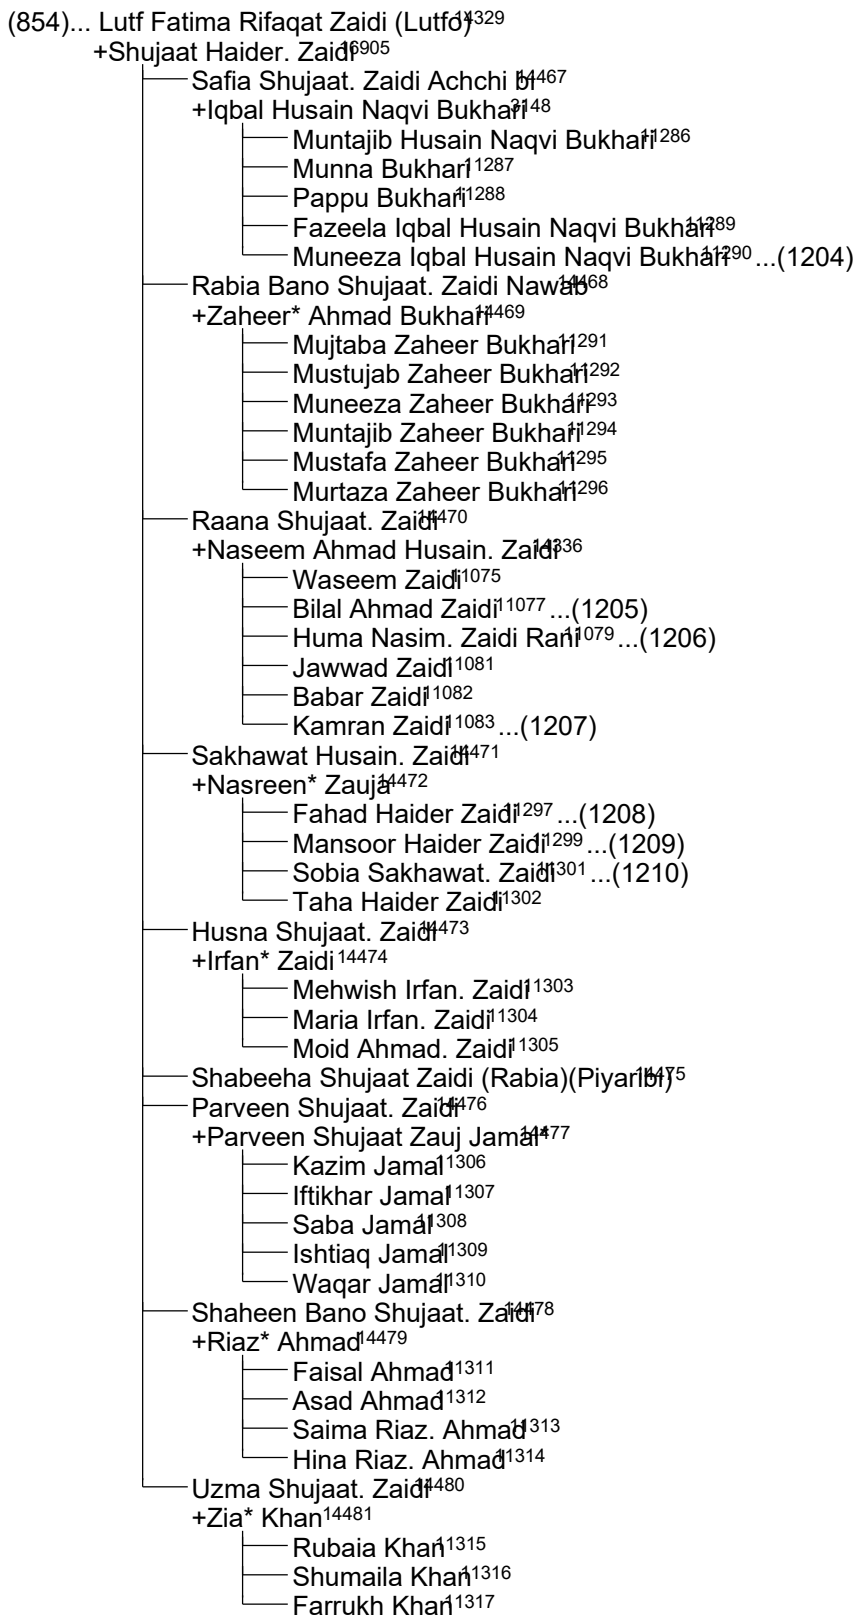 (854)... Lutf Fatima Rifaqat Zaidi (Lutfo)14329
+Shujaat Haider. Zaidi16905
Safia Shujaat. Zaidi Achchi bi14467
+Iqbal Husain Naqvi Bukhari3148
Muntajib Husain Naqvi Bukhari11286
Munna Bukhari11287
Pappu Bukhari11288
Fazeela Iqbal Husain Naqvi Bukhari11289
Muneeza Iqbal Husain Naqvi Bukhari11290 ...(1204)
Rabia Bano Shujaat. Zaidi Nawab14468
+Zaheer* Ahmad Bukhari14469
Mujtaba Zaheer Bukhari11291
Mustujab Zaheer Bukhari11292
Muneeza Zaheer Bukhari11293
Muntajib Zaheer Bukhari11294
Mustafa Zaheer Bukhari11295
Murtaza Zaheer Bukhari11296
Raana Shujaat. Zaidi14470
+Naseem Ahmad Husain. Zaidi14336
Waseem Zaidi11075
Bilal Ahmad Zaidi11077 ...(1205)
Huma Nasim. Zaidi Rani11079 ...(1206)
Jawwad Zaidi11081
Babar Zaidi11082
Kamran Zaidi11083 ...(1207)
Sakhawat Husain. Zaidi14471
+Nasreen* Zauja14472
Fahad Haider Zaidi11297 ...(1208)
Mansoor Haider Zaidi11299 ...(1209)
Sobia Sakhawat. Zaidi11301 ...(1210)
Taha Haider Zaidi11302
Husna Shujaat. Zaidi14473
+Irfan* Zaidi14474
Mehwish Irfan. Zaidi11303
Maria Irfan. Zaidi11304
Moid Ahmad. Zaidi11305
Shabeeha Shujaat Zaidi (Rabia)(Piyaribi)14475
Parveen Shujaat. Zaidi14476
+Parveen Shujaat Zauj Jamal*14477
Kazim Jamal11306
Iftikhar Jamal11307
Saba Jamal11308
Ishtiaq Jamal11309
Waqar Jamal11310
Shaheen Bano Shujaat. Zaidi14478
+Riaz* Ahmad14479
Faisal Ahmad11311
Asad Ahmad11312
Saima Riaz. Ahmad11313
Hina Riaz. Ahmad11314
Uzma Shujaat. Zaidi14480
+Zia* Khan14481
Rubaia Khan11315
Shumaila Khan11316
Farrukh Khan11317